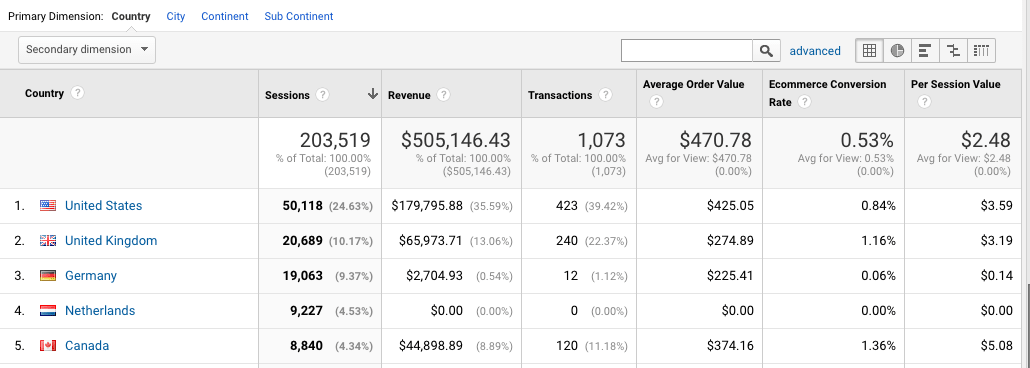 Primary Dimension: Country City Continent Sub Continent
Secondary dimension advanced
Country ? Sessions ? Revenue ? Transactions ? Average Order Value ? Ecommerce Conversion Rate ? Per Session Value ?
203,519 $505,146.43 1,073 $470.78 0.53% $2.48
% of Total: 100.00% % of Total: 100.00% % of Total: 100.00% Avg for View: $470.78 Avg for View: 0.53% Avg for View: $2.48
(203,519) ($505,146.43) (1,073) (0.00%) (0.00%) (0.00%)
1. United States 50,118 (24.63%) $179,795.88 (35.59%) 423 (39.42%) $425.05 0.84% $3.59
2. United Kingdom 20,689 (10.17%) $65,973.71 (13.06%) 240 (22.37%) $274.89 1.16% $3.19
3. Germany 19,063 (9.37%) $2,704.93 (0.54%) 12 (1.12%) $225.41 0.06% $0.14
4. Netherlands 9,227 (4.53%) $0.00 (0.00%) 0 (0.00%) $0.00 0.00% $0.00
5. Canada 8,840 (4.34%) $44,898.89 (8.89%) 120 (11.18%) $374.16 1.36% $5.08